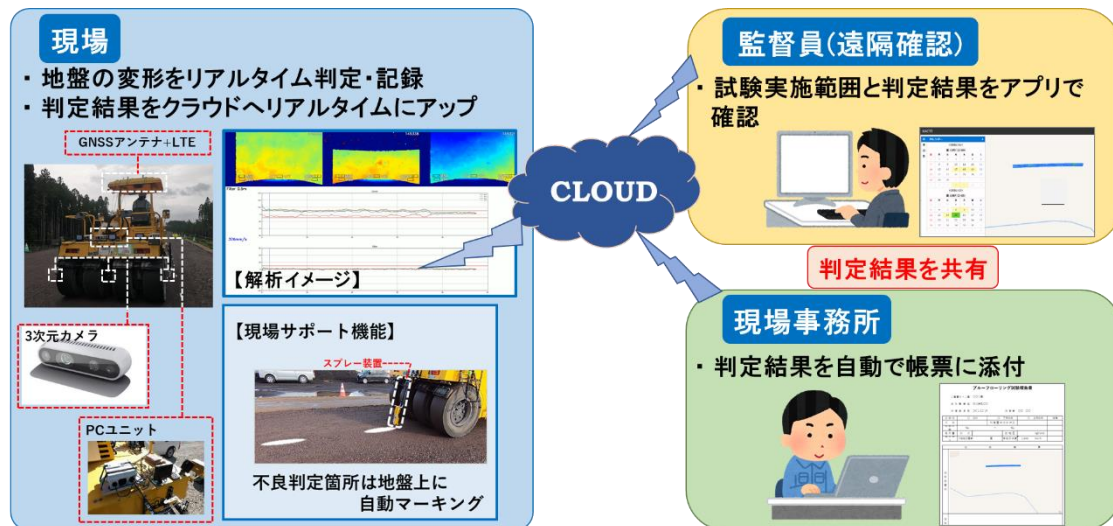 現場
・ 地盤の変形をリアルタイム判定・記録
・ 判定結果をクラウドへリアルタイムにアップ
GNSSアンテナ+LTE
3次元カメラ
PCユニット
【解析イメージ】
【現場サポート機能】
スプレー装置
不良判定箇所は地盤上に
自動マーキング
CLOUD
監督員(遠隔確認)
・ 試験実施範囲と判定結果をアプリで
確認
判定結果を共有
現場事務所
・ 判定結果を自動で帳票に添付
プルーフローリング試験報告書